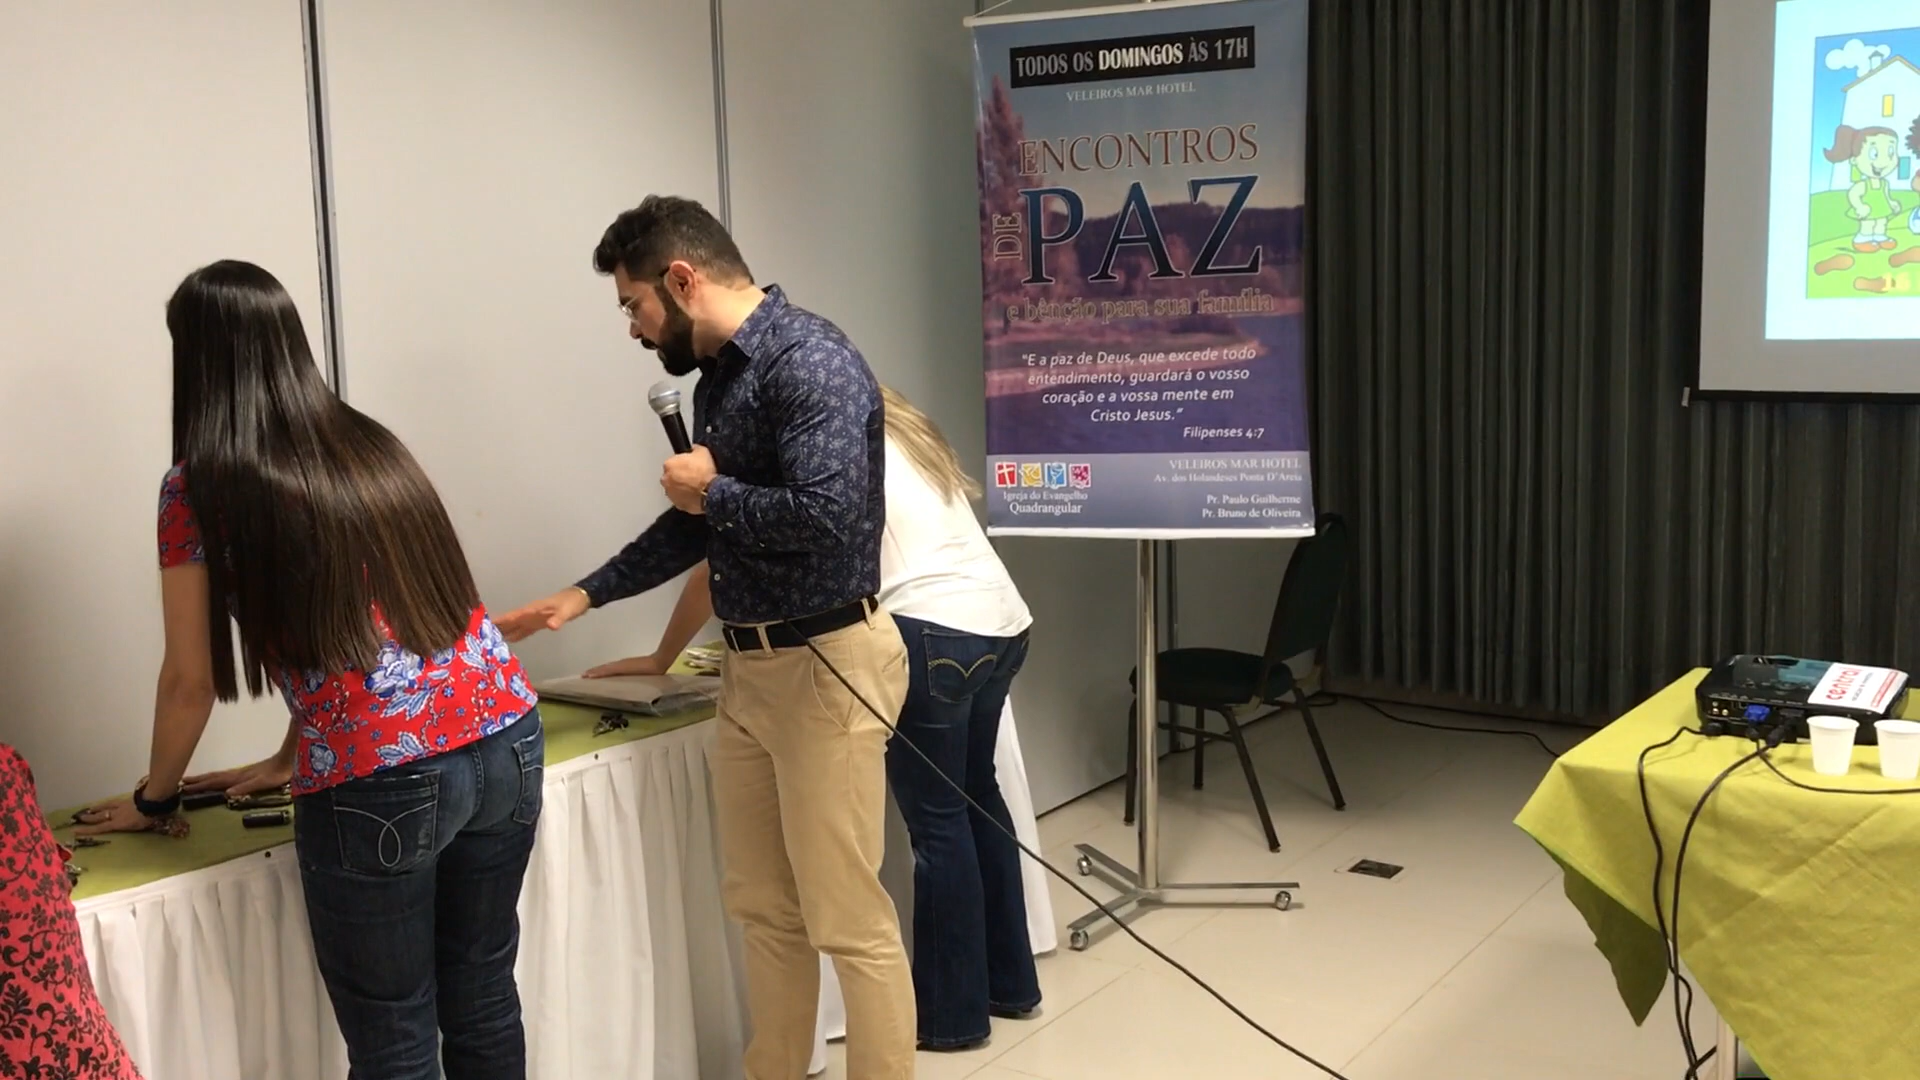 TODOS OS DOMINGOS ÀS 17H
VELEIROS MAR HOTEL
ENCONTROS
DE PAZ
e bênção para sua família
"E a paz de Deus, que excede todo
entendimento, guardará o vosso
coração e a vossa mente em
Cristo Jesus."
Filipenses 4:7
Igreja do Evangelho
Quadrangular
VELEIROS MAR HOTEL
Av. dos Holandeses Ponta D'Areia
Pr. Paulo Guilherme
Pr. Bruno de Oliveira
central